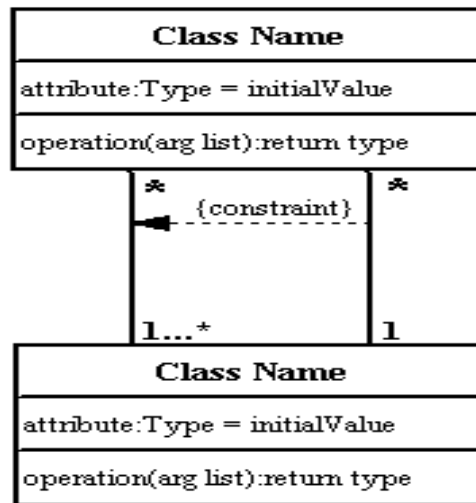 Class Name
attribute:Type = initialValue
operation(arg list):return type
* *
{constraint}
1...* 1
Class Name
attribute:Type = initialValue
operation(arg list):return type